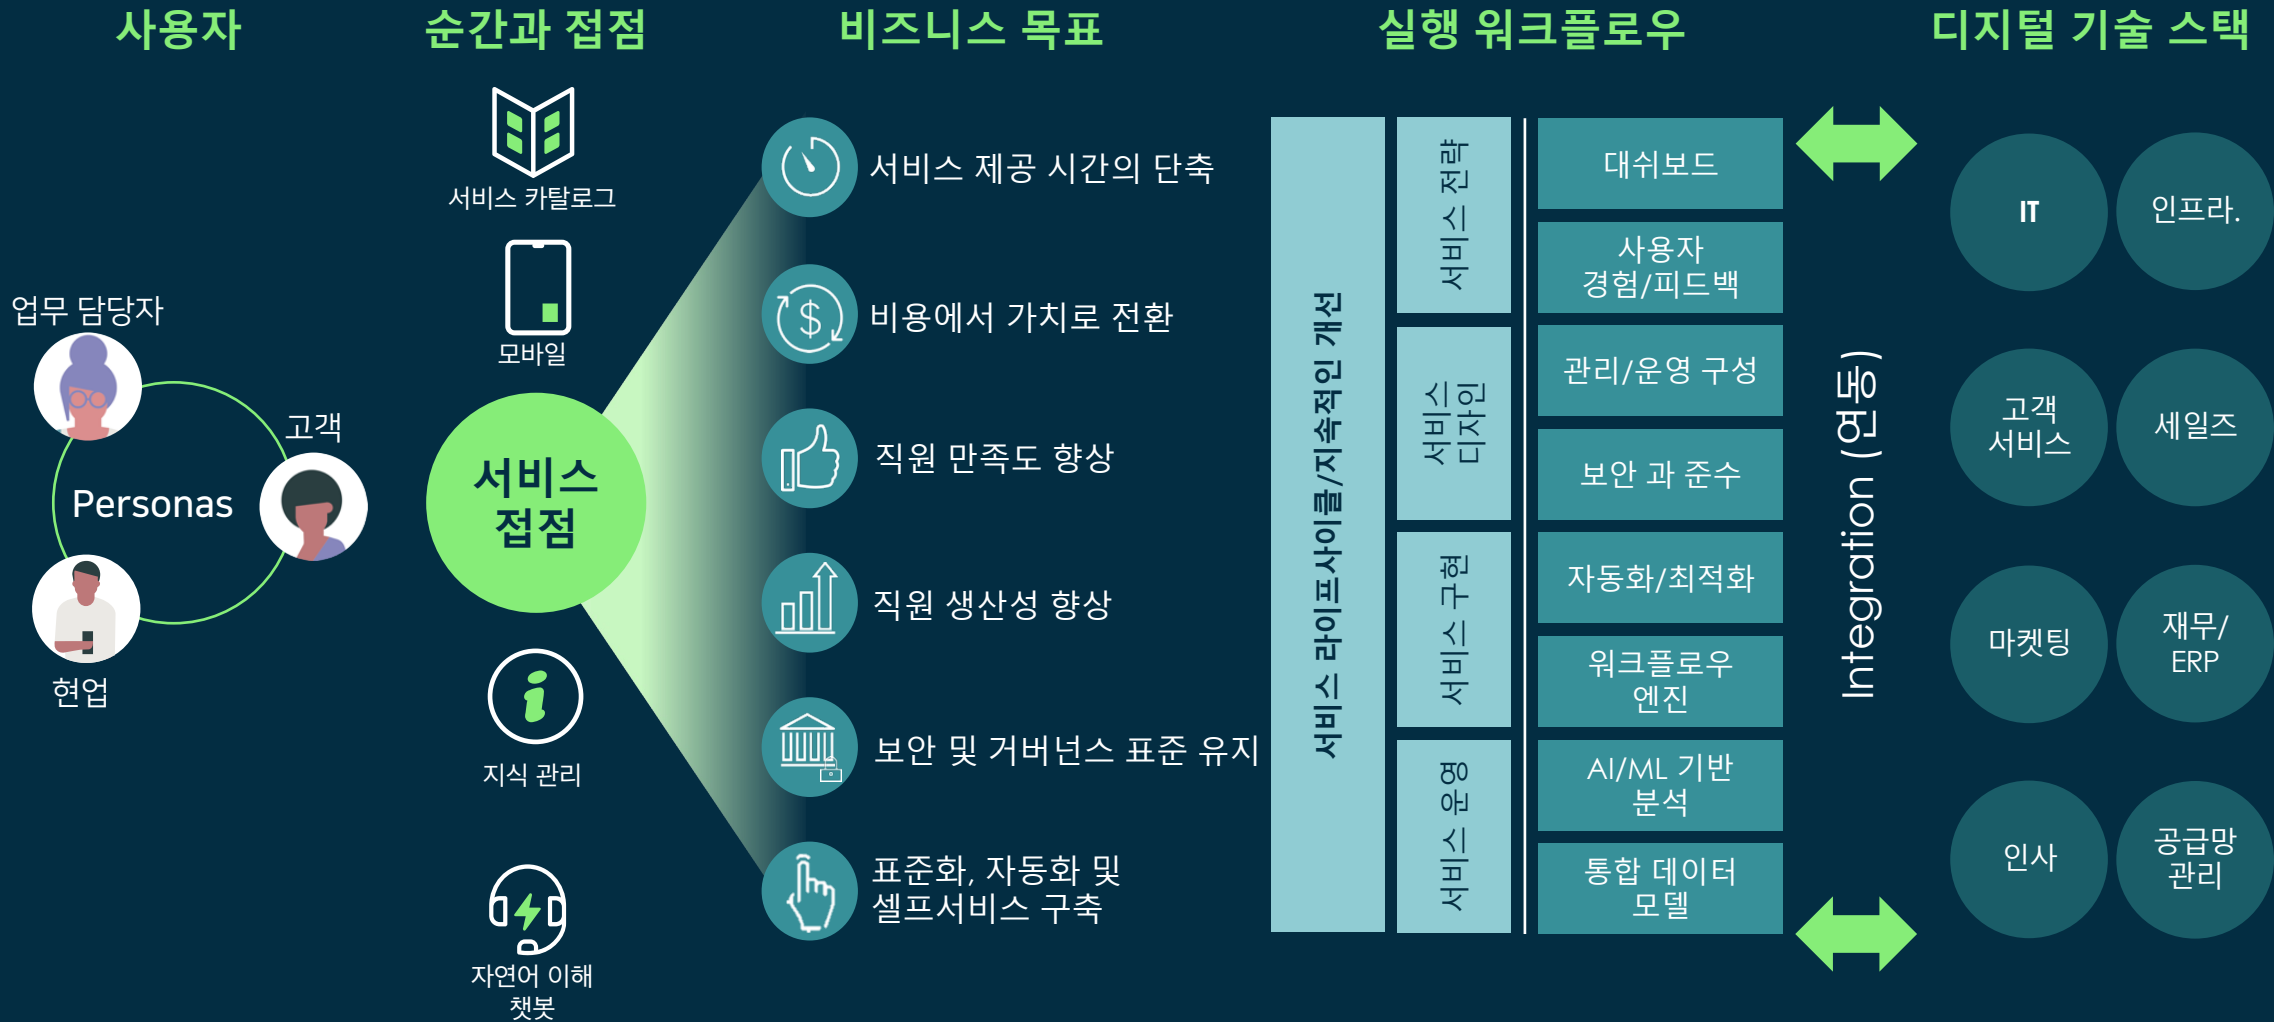 사용자
순간과 접점
비즈니스 목표
실행 워크플로우
디지털 기술 스택
업무 담당자
고객
Personas
현업
서비스 카탈로그
모바일
서비스
접점
지식 관리
자연어 이해
챗봇
서비스 제공 시간의 단축
비용에서 가치로 전환
직원 만족도 향상
직원 생산성 향상
보안 및 거버넌스 표준 유지
표준화, 자동화 및
셀프서비스 구축
서비스 라이프사이클/지속적인 개선
서비스 전략
서비스
디자인
서비스 구현
서비스 운영
대쉬보드
사용자
경험/피드백
관리/운영 구성
보안 과 준수
자동화/최적화
워크플로우
엔진
AI/ML 기반
분석
통합 데이터
모델
Integration (연동)
IT
인프라.
고객
서비스
세일즈
마켓팅
재무/
ERP
인사
공급망
관리